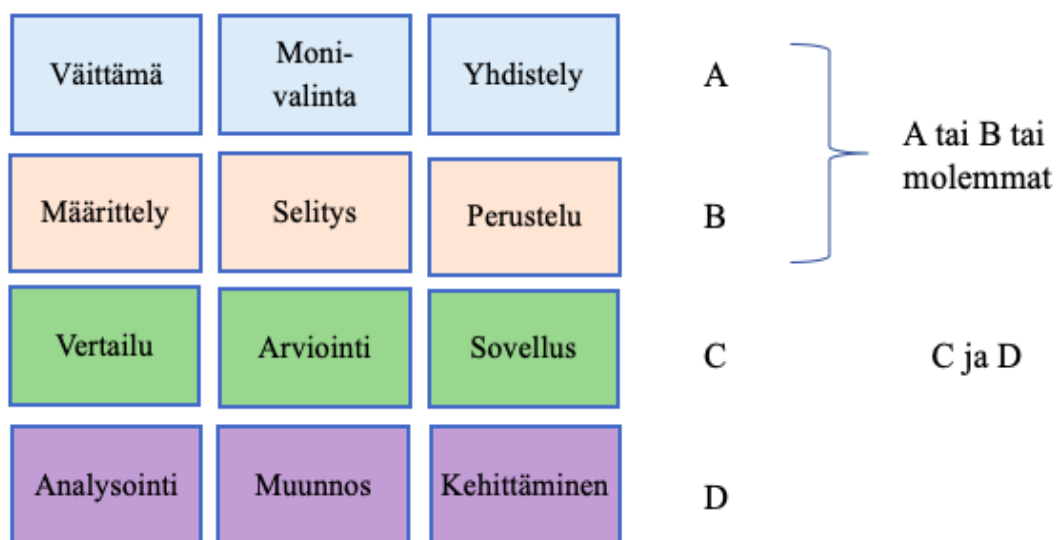 Väittämä
Moni-
valinta
Yhdistely
A
A tai B tai
molemmat
Määrittely
Selitys
Perustelu
B
Vertailu
Arviointi
Sovellus
C
C ja D
Analysointi
Muunnos
Kehittäminen
D